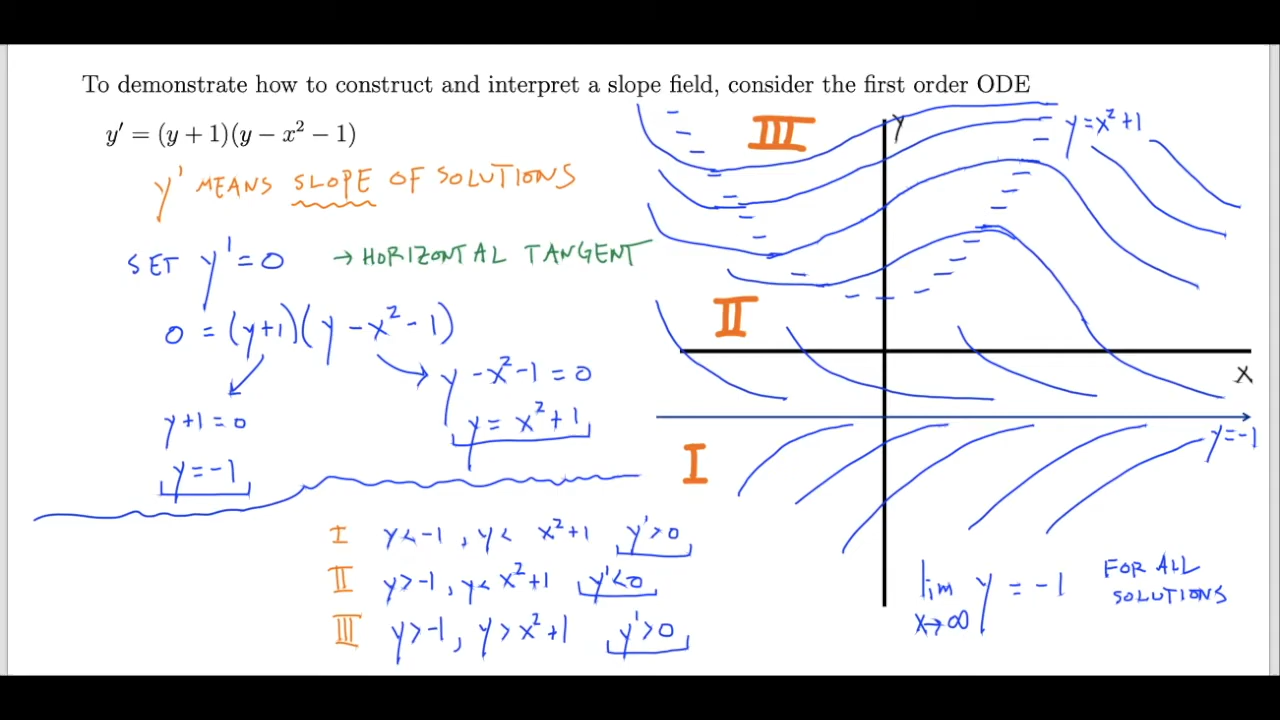 To demonstrate how to construct and interpret a slope field, consider the first order ODE
y′ = (y + 1)(y − x² − 1)
y' MEANS SLOPE OF SOLUTIONS
SET y' = 0 → HORIZONTAL TANGENT
0 = (y+1)(y - x² - 1)
y+1 = 0
y = -1
y - x² - 1 = 0
y = x² + 1
I y < -1, y < x² + 1 y' > 0
II y > -1, y < x² + 1 y' < 0
III y > -1, y > x² + 1 y' > 0
III
Y
y = x² + 1
II
X
y = -1
I
lim y = -1
x→∞
FOR ALL
SOLUTIONS